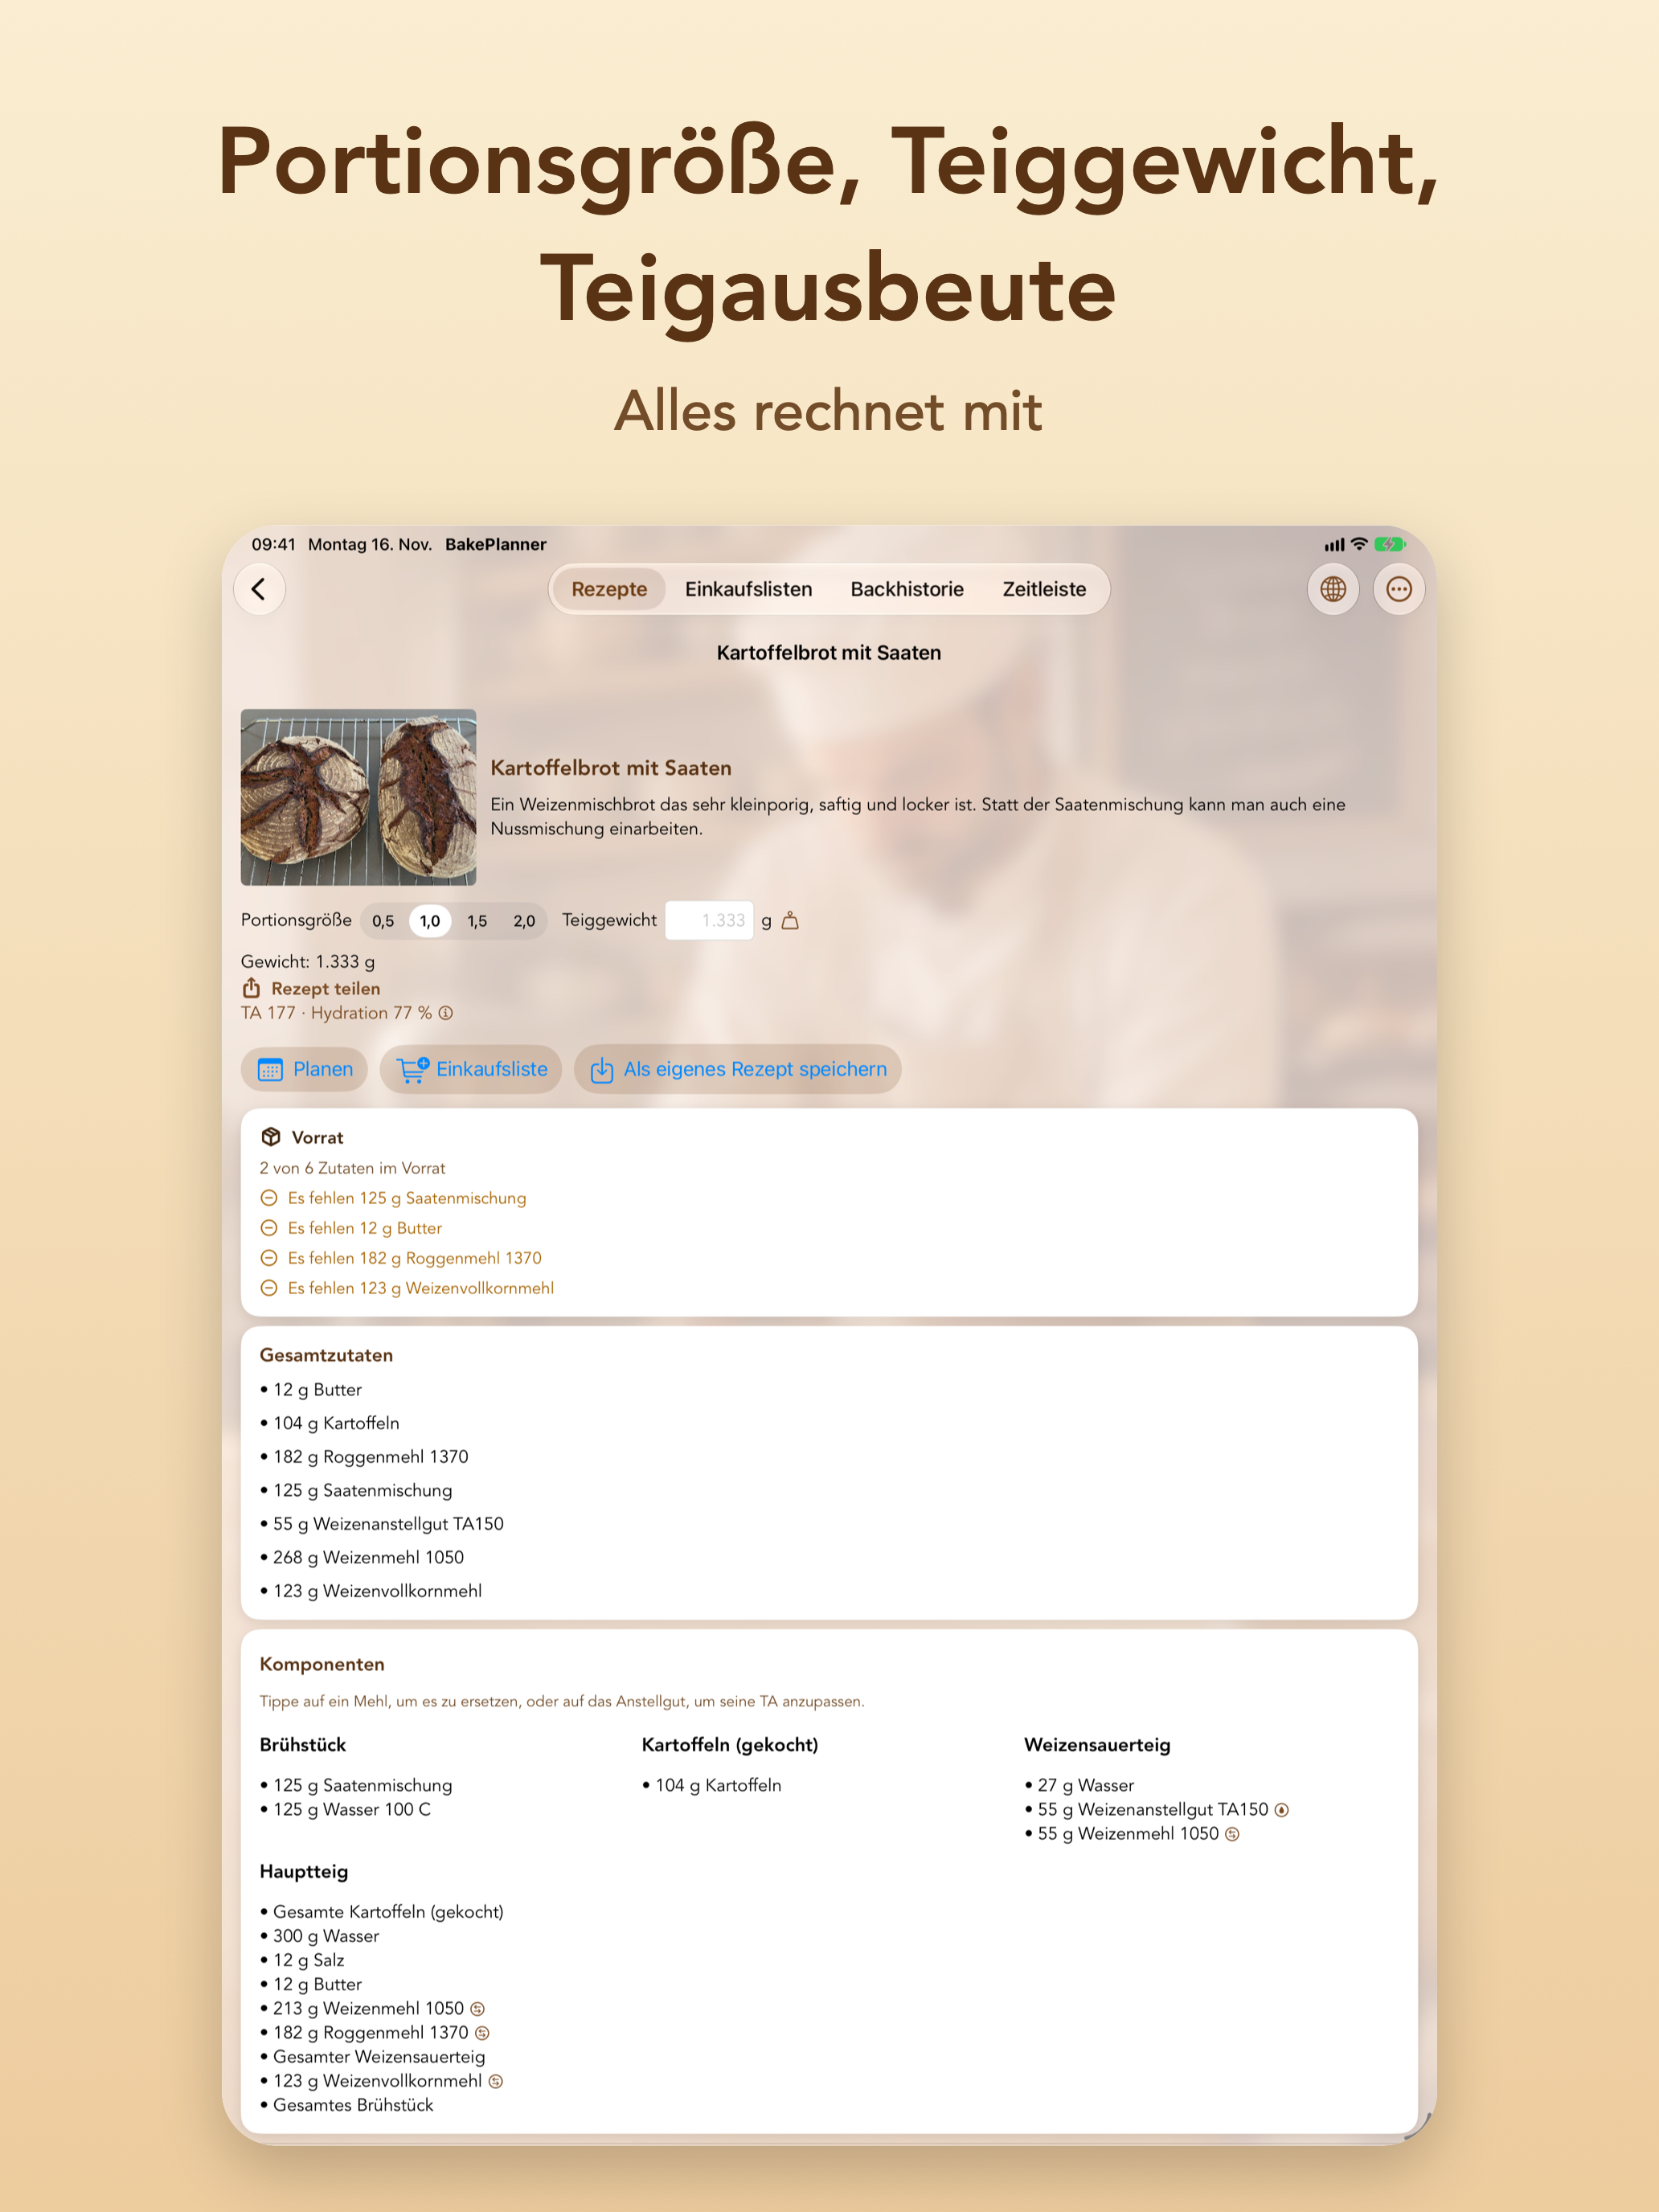 Portionsgröße, Teiggewicht,
Teigausbeute
Alles rechnet mit
09:41 Montag 16. Nov. BakePlanner
Rezepte Einkaufslisten Backhistorie Zeitleiste
Kartoffelbrot mit Saaten
Kartoffelbrot mit Saaten
Ein Weizenmischbrot das sehr kleinporig, saftig und locker ist. Statt der Saatenmischung kann man auch eine
Nussmischung einarbeiten.
Portionsgröße 0,5 1,0 1,5 2,0 Teiggewicht 1.333 g
Gewicht: 1.333 g
Rezept teilen
TA 177 · Hydration 77 %
Planen Einkaufsliste Als eigenes Rezept speichern
Vorrat
2 von 6 Zutaten im Vorrat
Es fehlen 125 g Saatenmischung
Es fehlen 12 g Butter
Es fehlen 182 g Roggenmehl 1370
Es fehlen 123 g Weizenvollkornmehl
Gesamtzutaten
• 12 g Butter
• 104 g Kartoffeln
• 182 g Roggenmehl 1370
• 125 g Saatenmischung
• 55 g Weizenanstellgut TA150
• 268 g Weizenmehl 1050
• 123 g Weizenvollkornmehl
Komponenten
Tippe auf ein Mehl, um es zu ersetzen, oder auf das Anstellgut, um seine TA anzupassen.
Brühstück
• 125 g Saatenmischung
• 125 g Wasser 100 C
Kartoffeln (gekocht)
• 104 g Kartoffeln
Weizensauerteig
• 27 g Wasser
• 55 g Weizenanstellgut TA150
• 55 g Weizenmehl 1050
Hauptteig
• Gesamte Kartoffeln (gekocht)
• 300 g Wasser
• 12 g Salz
• 12 g Butter
• 213 g Weizenmehl 1050
• 182 g Roggenmehl 1370
• Gesamter Weizensauerteig
• 123 g Weizenvollkornmehl
• Gesamtes Brühstück